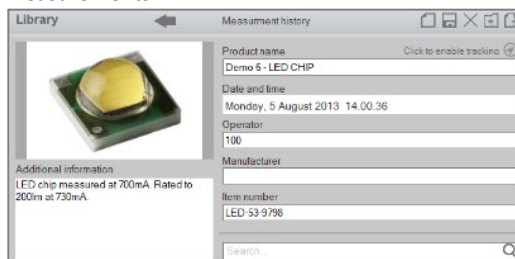 Library
Measurment history
Product name
Click to enable tracking
Demo 6 - LED CHIP
Date and time
Monday, 5 August 2013 14.00.36
Operator
100
Manufacturer
Additional information
LED chip measured at 700mA. Rated to
200lm at 730mA.
Item number
LED-53-9798
Search...